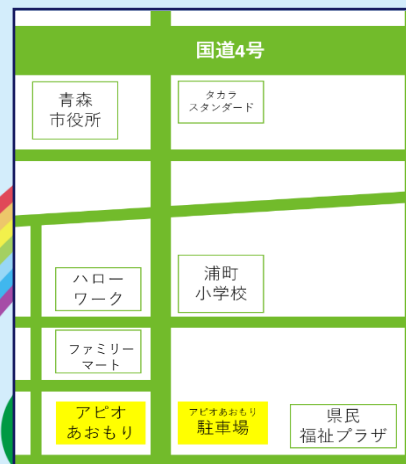 国道4号
青森
市役所
タカラ
スタンダード
ハロー
ワーク
浦町
小学校
ファミリー
マート
アピオ
あおもり
アピオあおもり
駐車場
県民
福祉プラザ